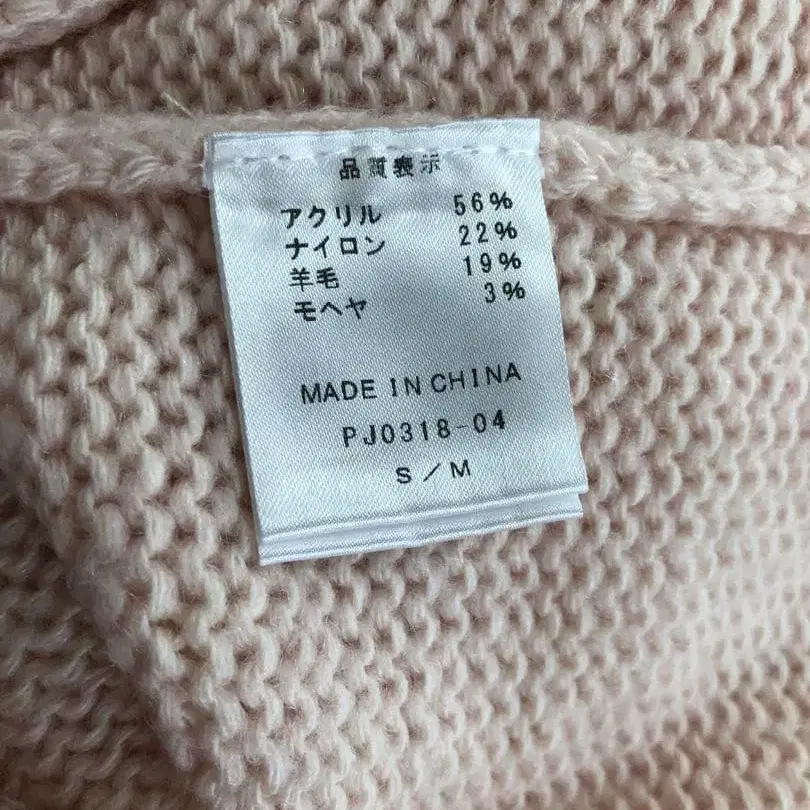 品質表示
アクリル 56%
ナイロン 22%
羊毛 19%
モヘヤ 3%
MADE IN CHINA
PJ0318-04
S/M